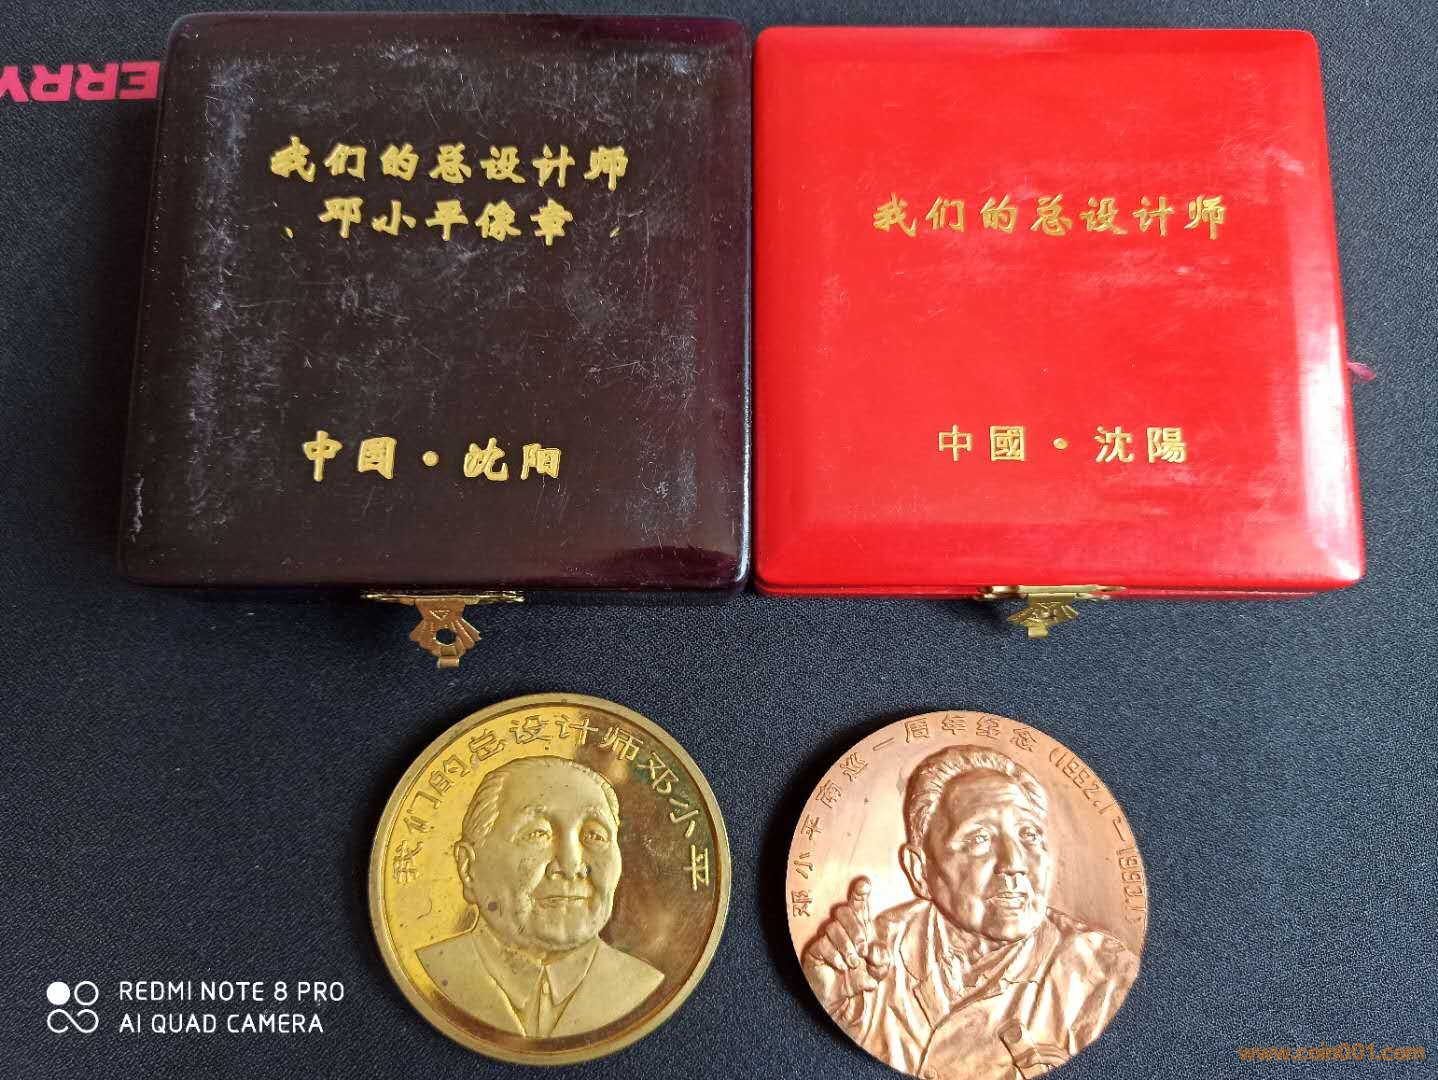 ERRY
我们的总设计师
邓小平像章
中国·沈阳
我们的总设计师
中國·沈陽
我们的总设计师邓小平
邓小平南巡一周年纪念(1992.1-1993.1)
REDMI NOTE 8 PRO
AI QUAD CAMERA
www.coin001.com